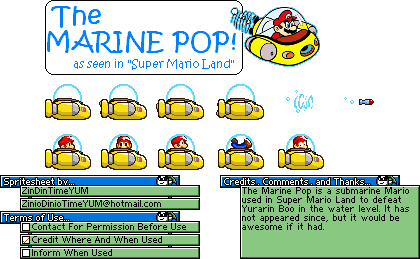 The
MARINE POP!
as seen in "Super Mario Land"
Spritesheet by...
ZinDinTimeYUM
ZinioDinioTimeYUM@hotmail.com
Terms of Use...
Contact For Permission Before Use
Credit Where And When Used
Inform When Used
Credits, Comments, and Thanks...
The Marine Pop is a submarine Mario
used in Super Mario Land to defeat
Yurarin Boo in the water level. It has
not appeared since, but it would be
awesome if it had.